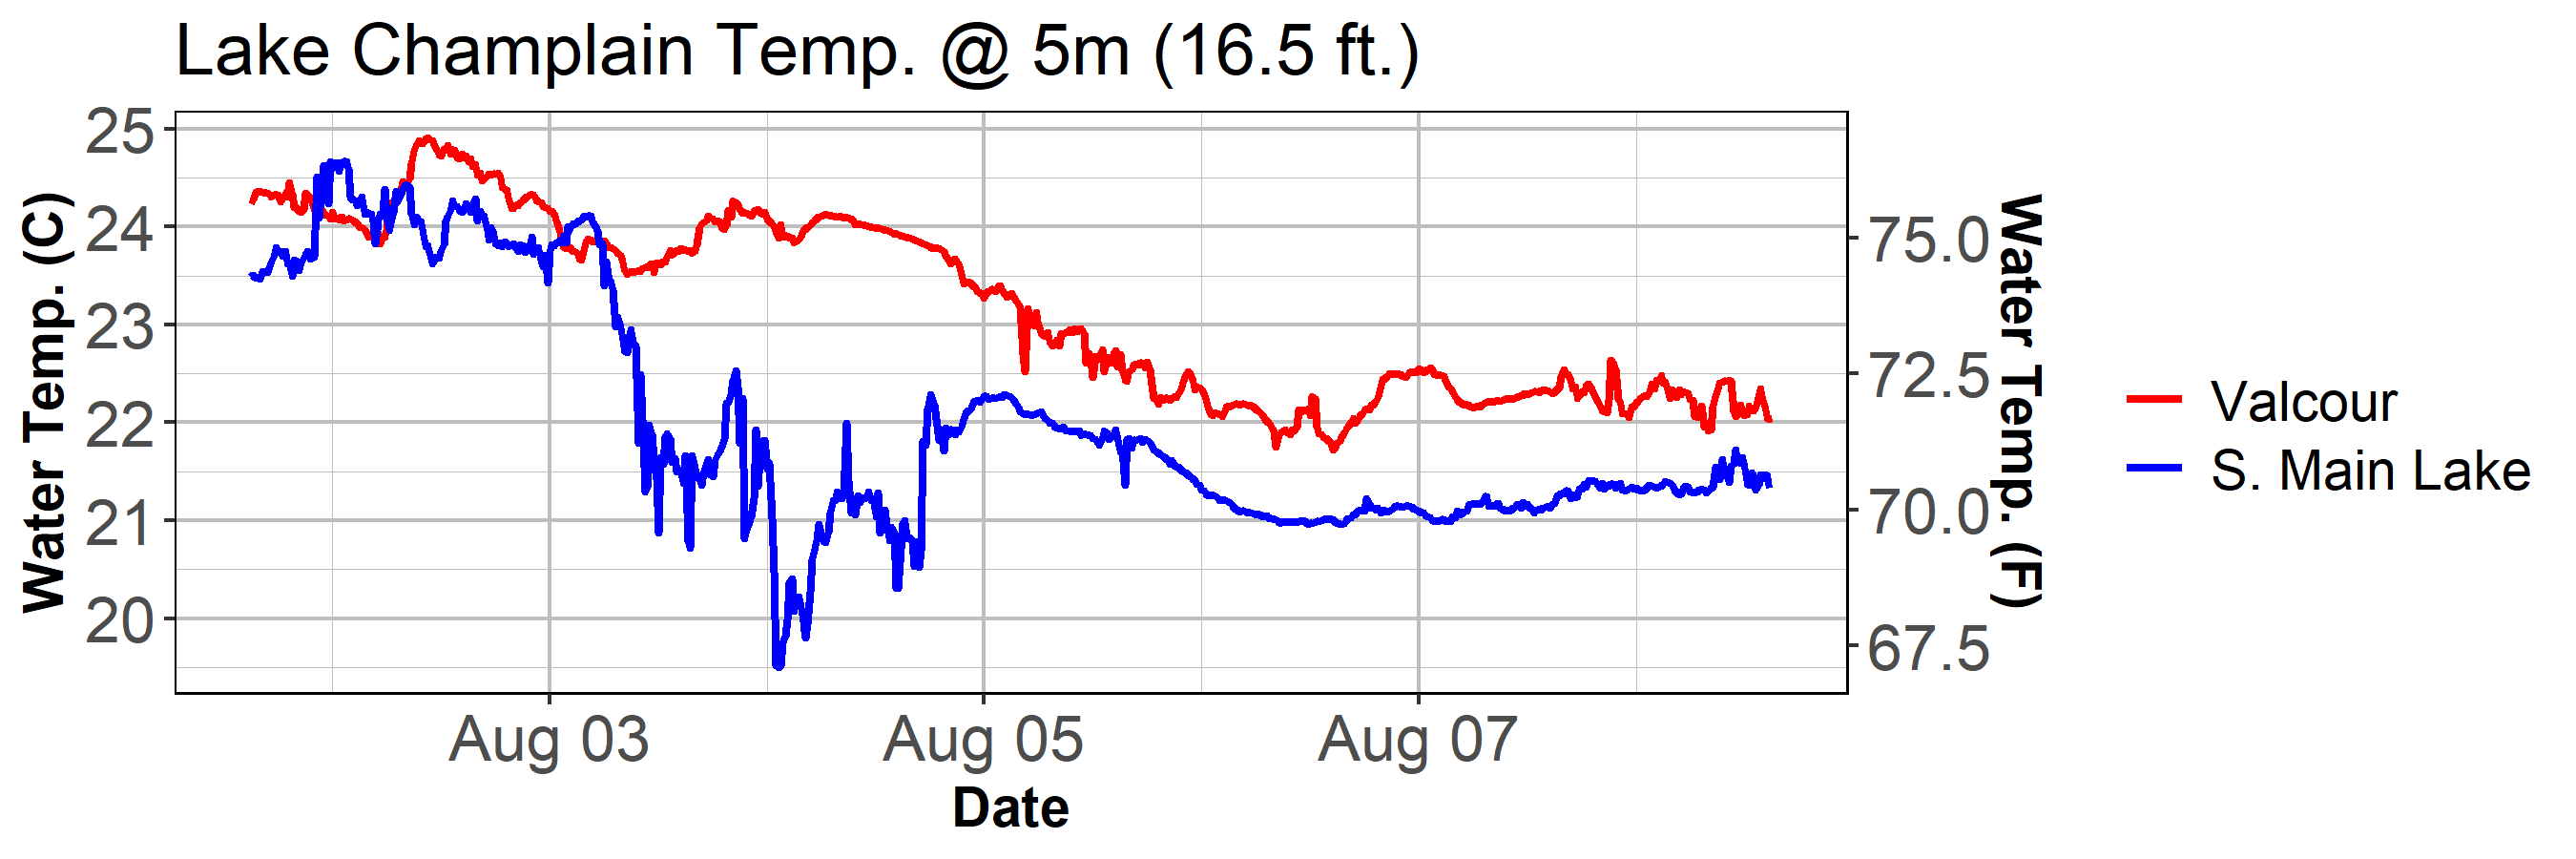 Lake Champlain Temp. @ 5m (16.5 ft.)
Water Temp. (C)
25
24
23
22
21
20
75.0
72.5
70.0
67.5
Water Temp. (F)
Aug 03 Aug 05 Aug 07
Date
Valcour
S. Main Lake